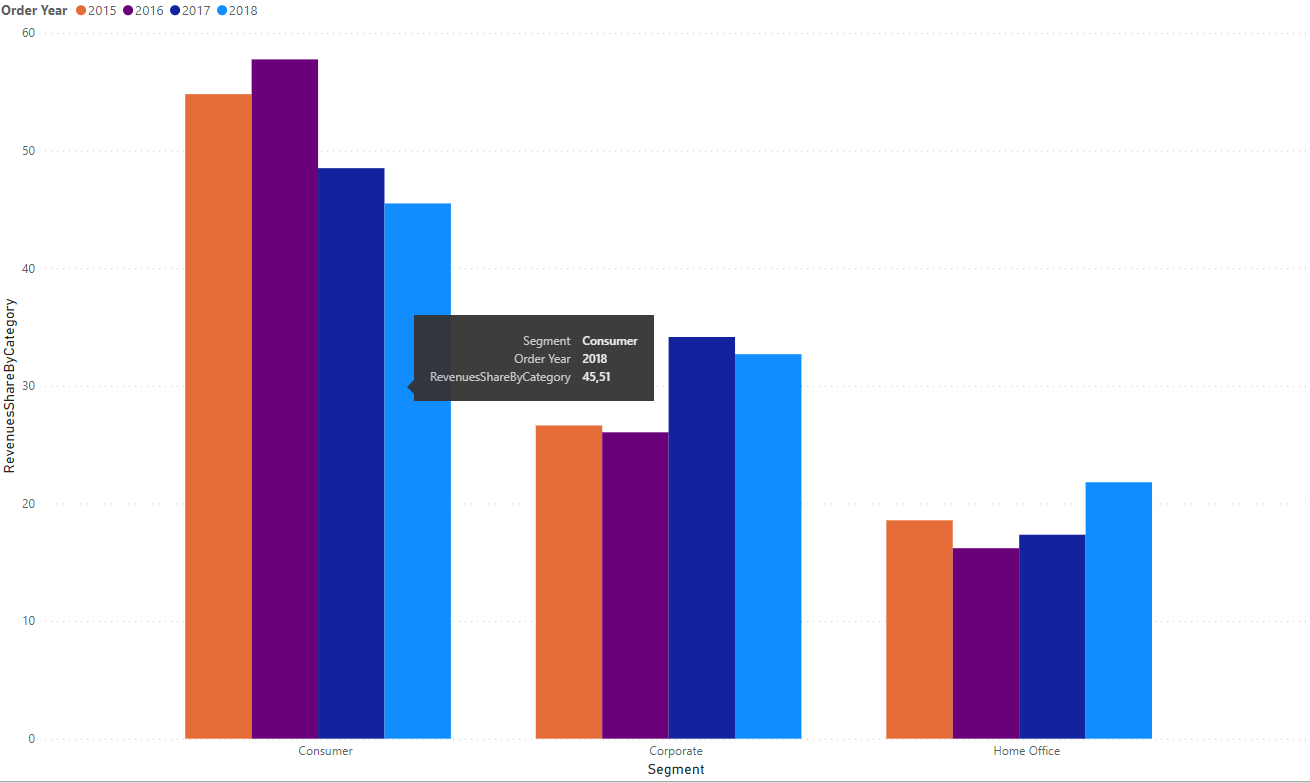 Order Year 2015 2016 2017 2018
60
50
40
30
20
10
0
RevenuesShareByCategory
Segment Consumer
Order Year 2018
RevenuesShareByCategory 45,51
Consumer Corporate Home Office
Segment